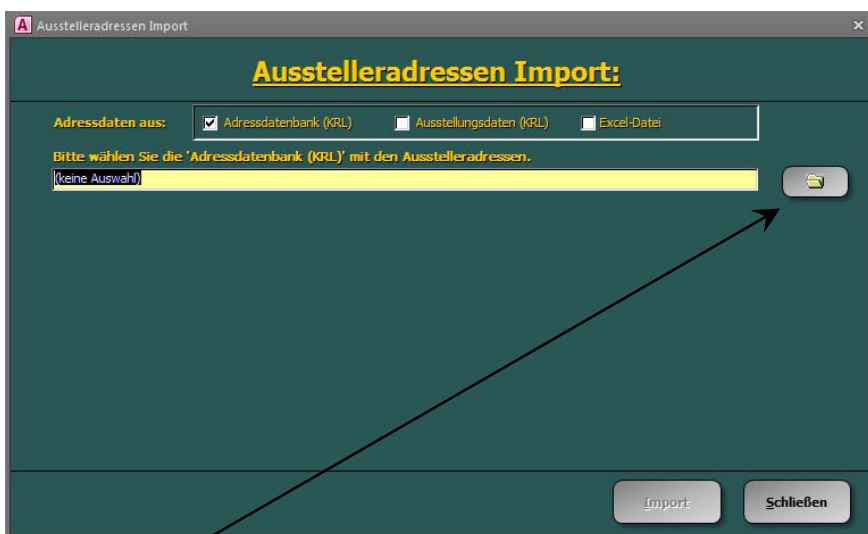 Ausstelleradressen Import
Ausstelleradressen Import:
Adressdaten aus: Adressdatenbank (KRL) Ausstellungsdaten (KRL) Excel-Datei
Bitte wählen Sie die 'Adressdatenbank (KRL)' mit den Ausstelleradressen.
(keine Auswahl)
Import Schließen